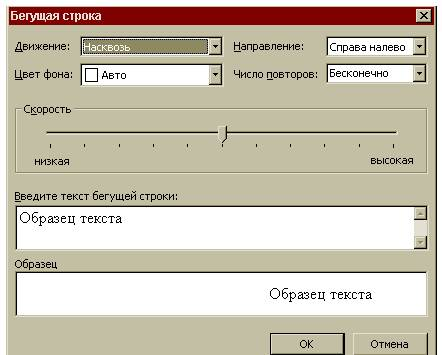 Бегущая строка
Движение: Насквозь Направление: Справа налево
Цвет фона: Авто Число повторов: Бесконечно
Скорость
низкая высокая
Введите текст бегущей строки:
Образец текста
Образец
Образец текста
ОК Отмена